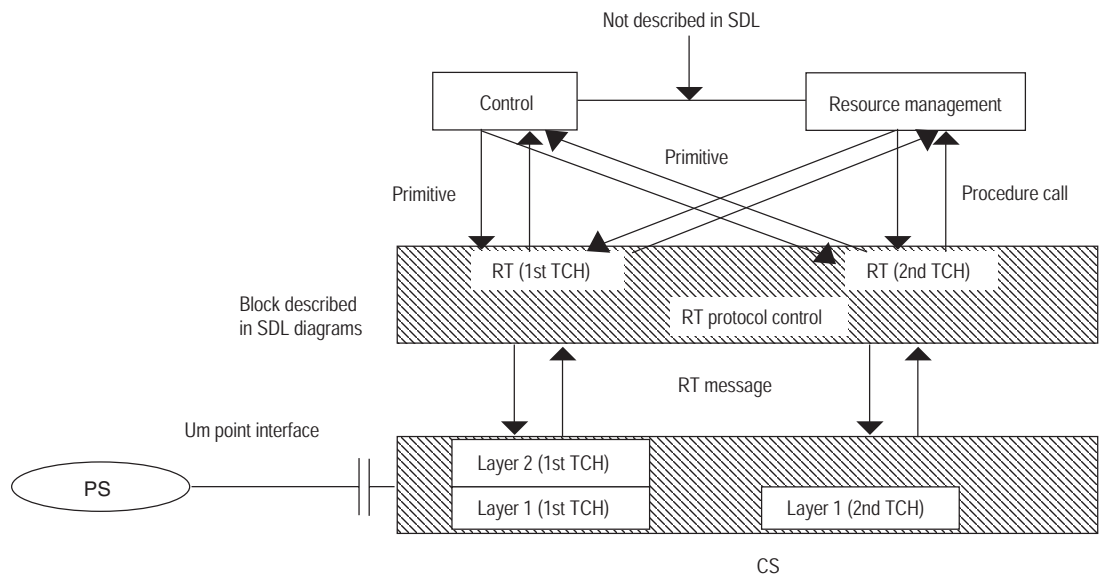 Not described in SDL
Control
Resource management
Primitive
Primitive
Procedure call
RT (1st TCH)
RT (2nd TCH)
Block described
in SDL diagrams
RT protocol control
RT message
Um point interface
Layer 2 (1st TCH)
PS
Layer 1 (1st TCH)
Layer 1 (2nd TCH)
CS